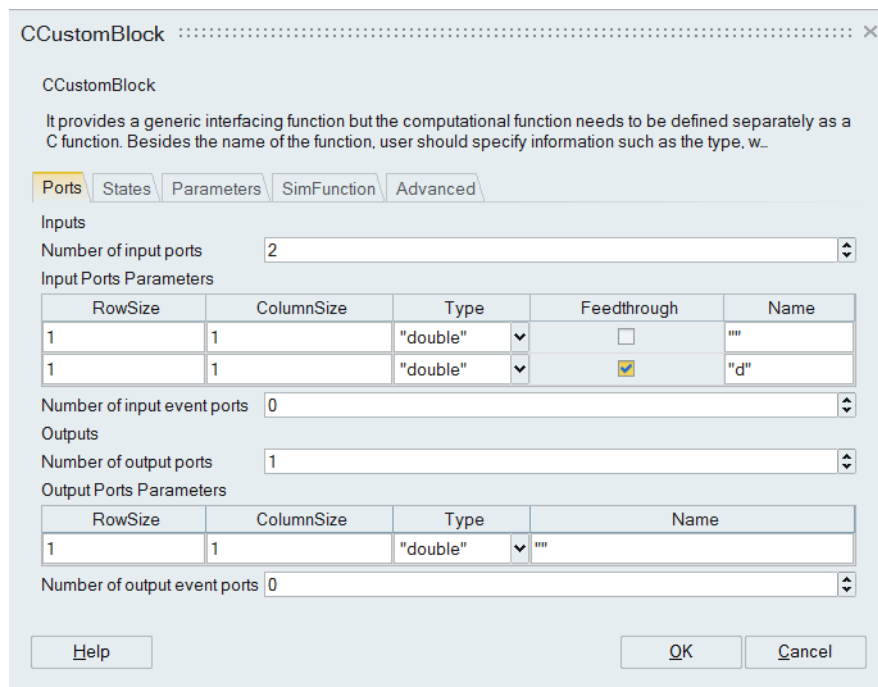 CCustomBlock
CCustomBlock
It provides a generic interfacing function but the computational function needs to be defined separately as a
C function. Besides the name of the function, user should specify information such as the type, w...
Ports States Parameters SimFunction Advanced
Inputs
Number of input ports 2
Input Ports Parameters
RowSize ColumnSize Type Feedthrough Name
1 1 "double" ""
1 1 "double" "d"
Number of input event ports 0
Outputs
Number of output ports 1
Output Ports Parameters
RowSize ColumnSize Type Name
1 1 "double" ""
Number of output event ports 0
Help OK Cancel